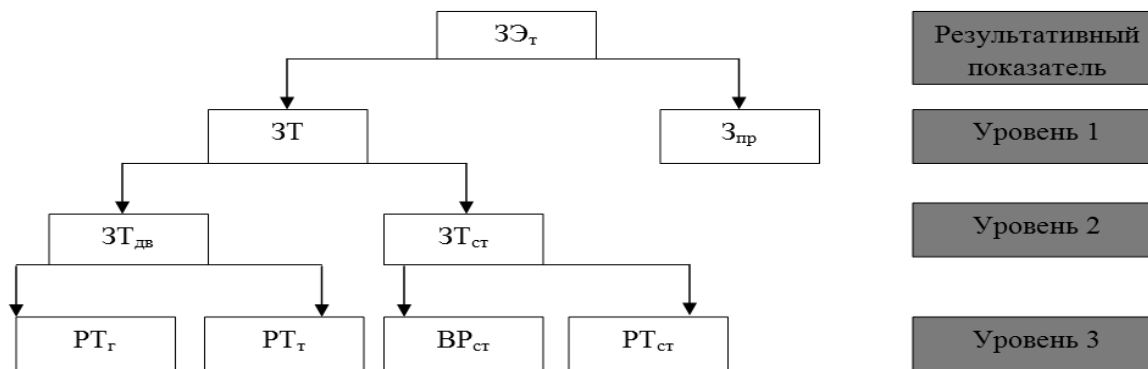 ЗЭт
Результативный
показатель
ЗТ
Зпр
Уровень 1
ЗТдв
ЗТст
Уровень 2
РТг
РТт
ВРст
РТст
Уровень 3